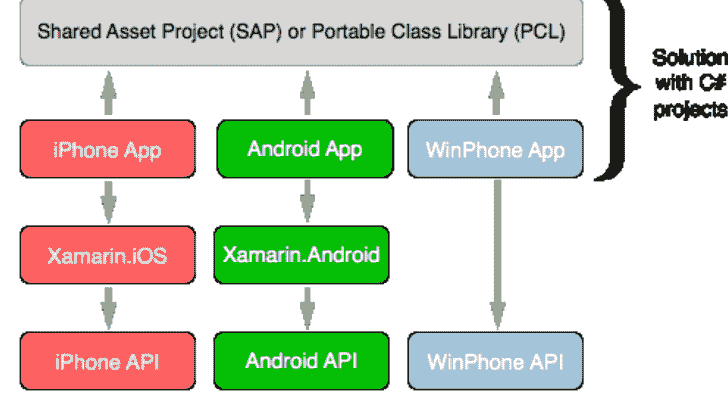 Shared Asset Project (SAP) or Portable Class Library (PCL)
Solution
with C#
projects
iPhone App
Android App
WinPhone App
Xamarin.iOS
Xamarin.Android
iPhone API
Android API
WinPhone API